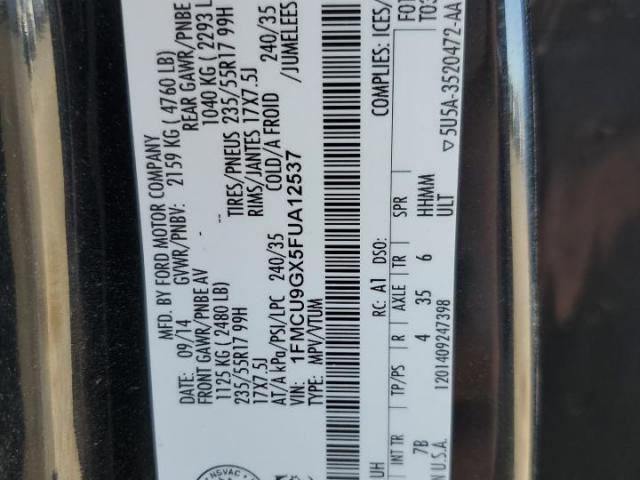 MFD. BY FORD MOTOR COMPANY
DATE: 09/14 GVWR/PNBV: 2159 KG ( 4760 LB)
FRONT GAWR/PNBE AV REAR GAWR/PNBE
1125 KG ( 2480 LB) 1040 KG ( 2293 L
235/55R17 99H TIRES/PNEUS 235/55R17 99H
17X7.5J RIMS/JANTES 17X7.5J
AT/A kPa/PSI/LPC 240/35 COLD/A FROID 240/35
VIN: 1FMCU9GX5FUA12537 /JUMELEES
TYPE: MPV/VTUM
RC: A1 DSO: COMPLIES: ICES/
UH F01
T03
INT TR TP/PS R AXLE TR SPR
7B 4 35 6 HHMM
ULT
N U.S.A. 1201409247398 ▽5U5A-3520472-AA
NSVAC